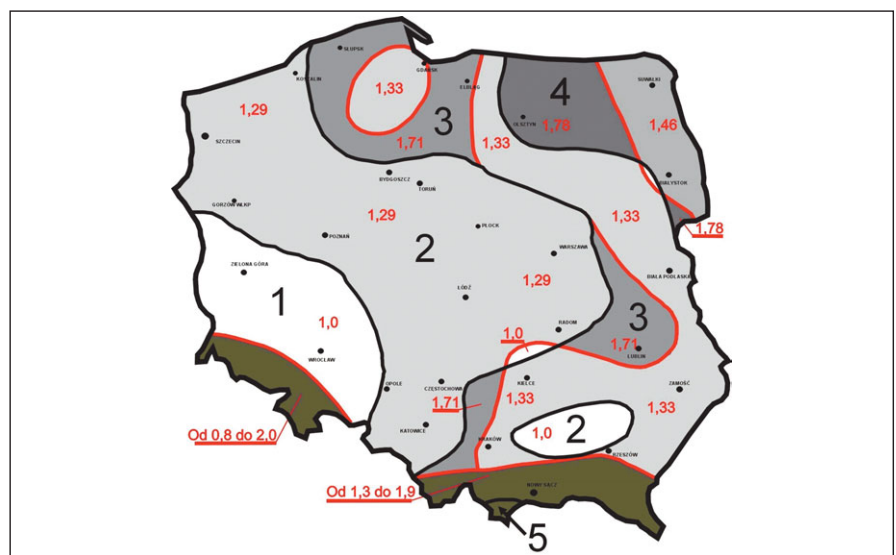 SŁUPSK
KOSZALIN
GDAŃSK
ELBLĄG
SUWAŁKI
1,29
1,33
3
4
OLSZTYN
1,78
SZCZECIN
1,71
1,33
1,46
BYDGOSZCZ
TORUŃ
BIAŁYSTOK
GORZÓW WLKP
1,29
1,33
1,78
POZNAŃ
PŁOCK
2
WARSZAWA
ZIELONA GÓRA
1,29
BIAŁA PODLASKA
1
ŁÓDŹ
3
1,0
RADOM
1,0
1,71
WROCŁAW
LUBLIN
OPOLE
CZĘSTOCHOWA
KIELCE
ZAMOŚĆ
1,71
1,33
1,33
KATOWICE
1,0
2
Od 0,8 do 2,0
KRAKÓW
RZESZÓW
Od 1,3 do 1,9
NOWY SĄCZ
5